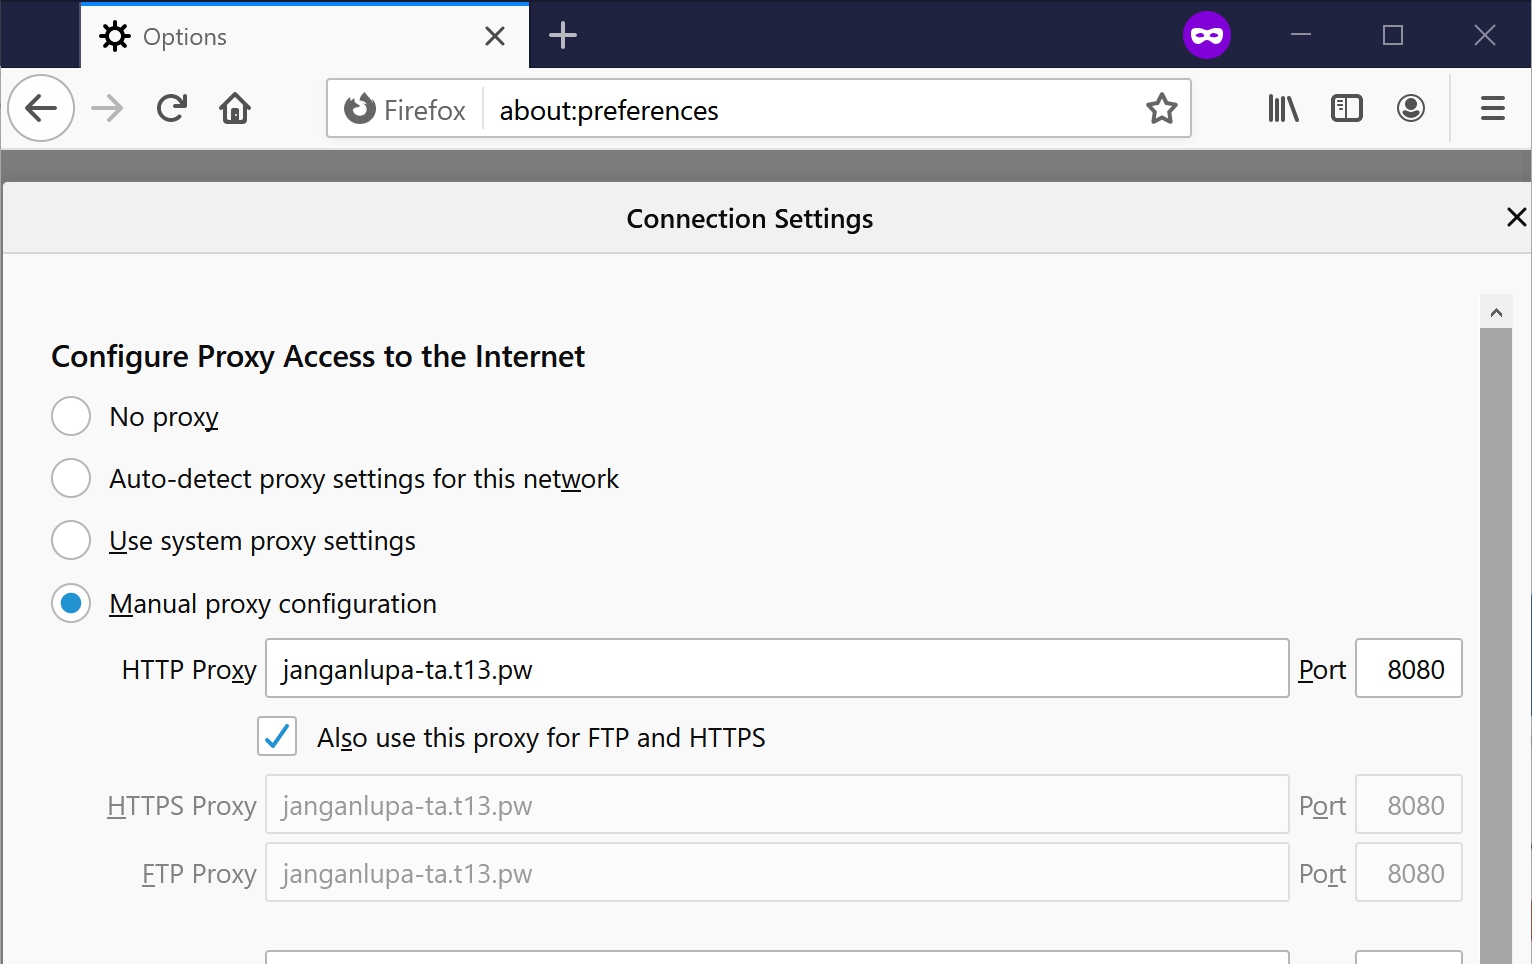 Options
Firefox about:preferences
Connection Settings
Configure Proxy Access to the Internet
No proxy
Auto-detect proxy settings for this network
Use system proxy settings
Manual proxy configuration
HTTP Proxy janganlupa-ta.t13.pw Port 8080
Also use this proxy for FTP and HTTPS
HTTPS Proxy janganlupa-ta.t13.pw Port 8080
FTP Proxy janganlupa-ta.t13.pw Port 8080